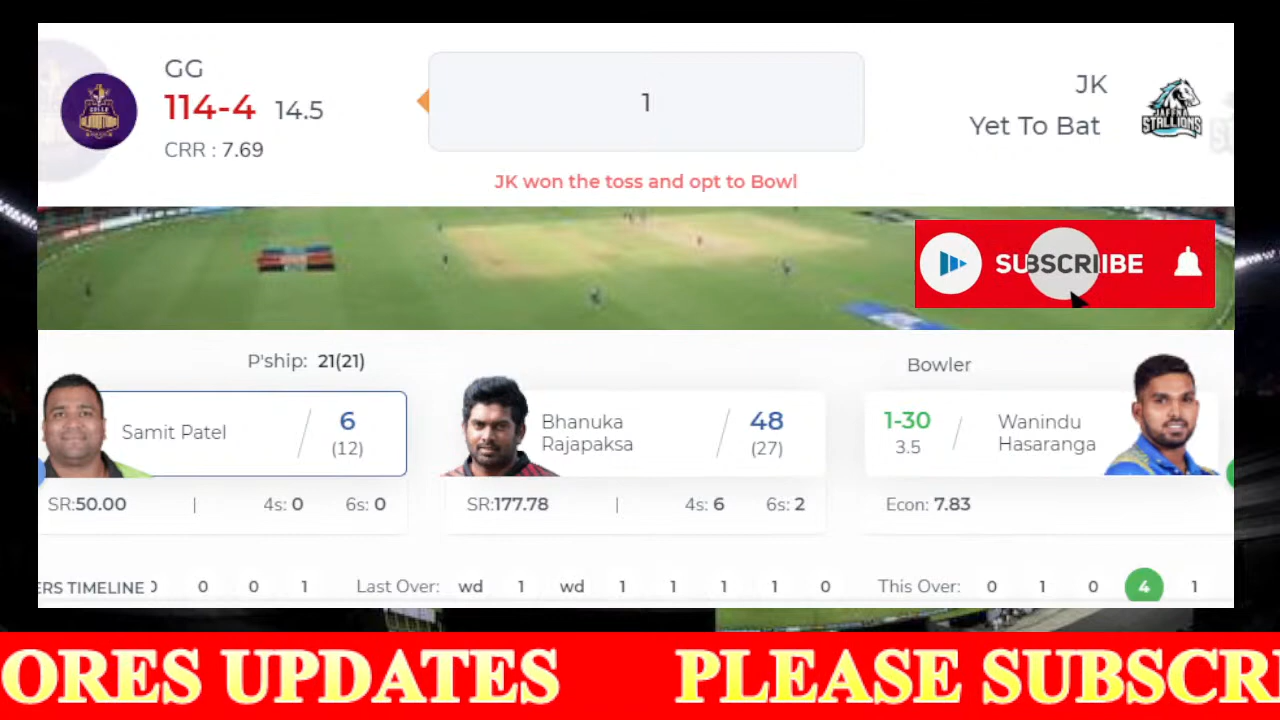 GG
114-4 14.5
CRR : 7.69
1
JK
Yet To Bat
JAFFNA
STALLIONS
JK won the toss and opt to Bowl
SUBSCRIBE
P'ship: 21(21)
Samit Patel 6
(12)
SR:50.00 | 4s: 0 6s: 0
Bhanuka
Rajapaksa 48
(27)
SR:177.78 | 4s: 6 6s: 2
Bowler
1-30
3.5
Wanindu
Hasaranga
Econ: 7.83
ERS TIMELINE 0 0 0 1 Last Over: wd 1 wd 1 1 1 1 0 This Over: 0 1 0 4 1
ORES UPDATES PLEASE SUBSCRI